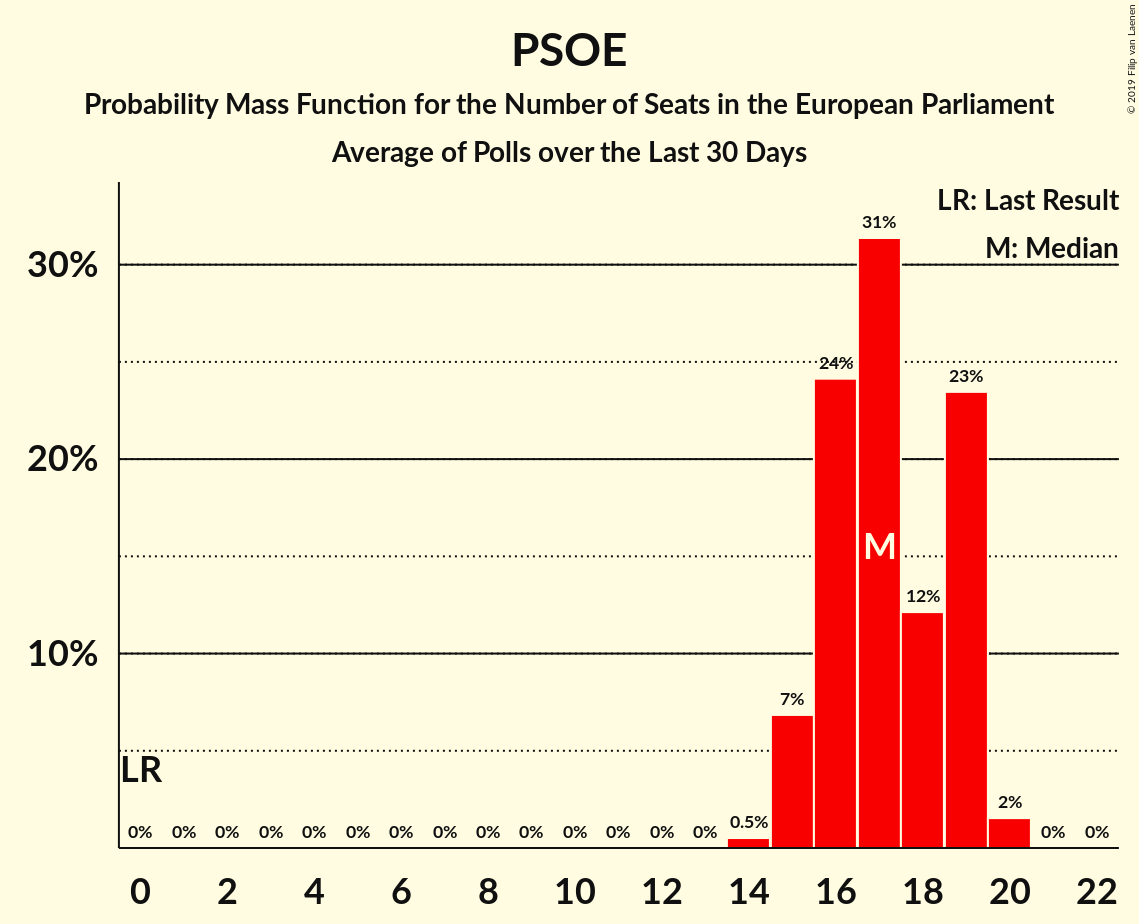 PSOE
Probability Mass Function for the Number of Seats in the European Parliament
Average of Polls over the Last 30 Days
© 2019 Filip van Laenen
LR: Last Result
M: Median
31%
30%
24%
23%
20%
M
12%
10%
7%
LR
2%
0.5%
0% 0% 0% 0% 0% 0% 0% 0% 0% 0% 0% 0% 0% 0% 0% 0%
0 2 4 6 8 10 12 14 16 18 20 22